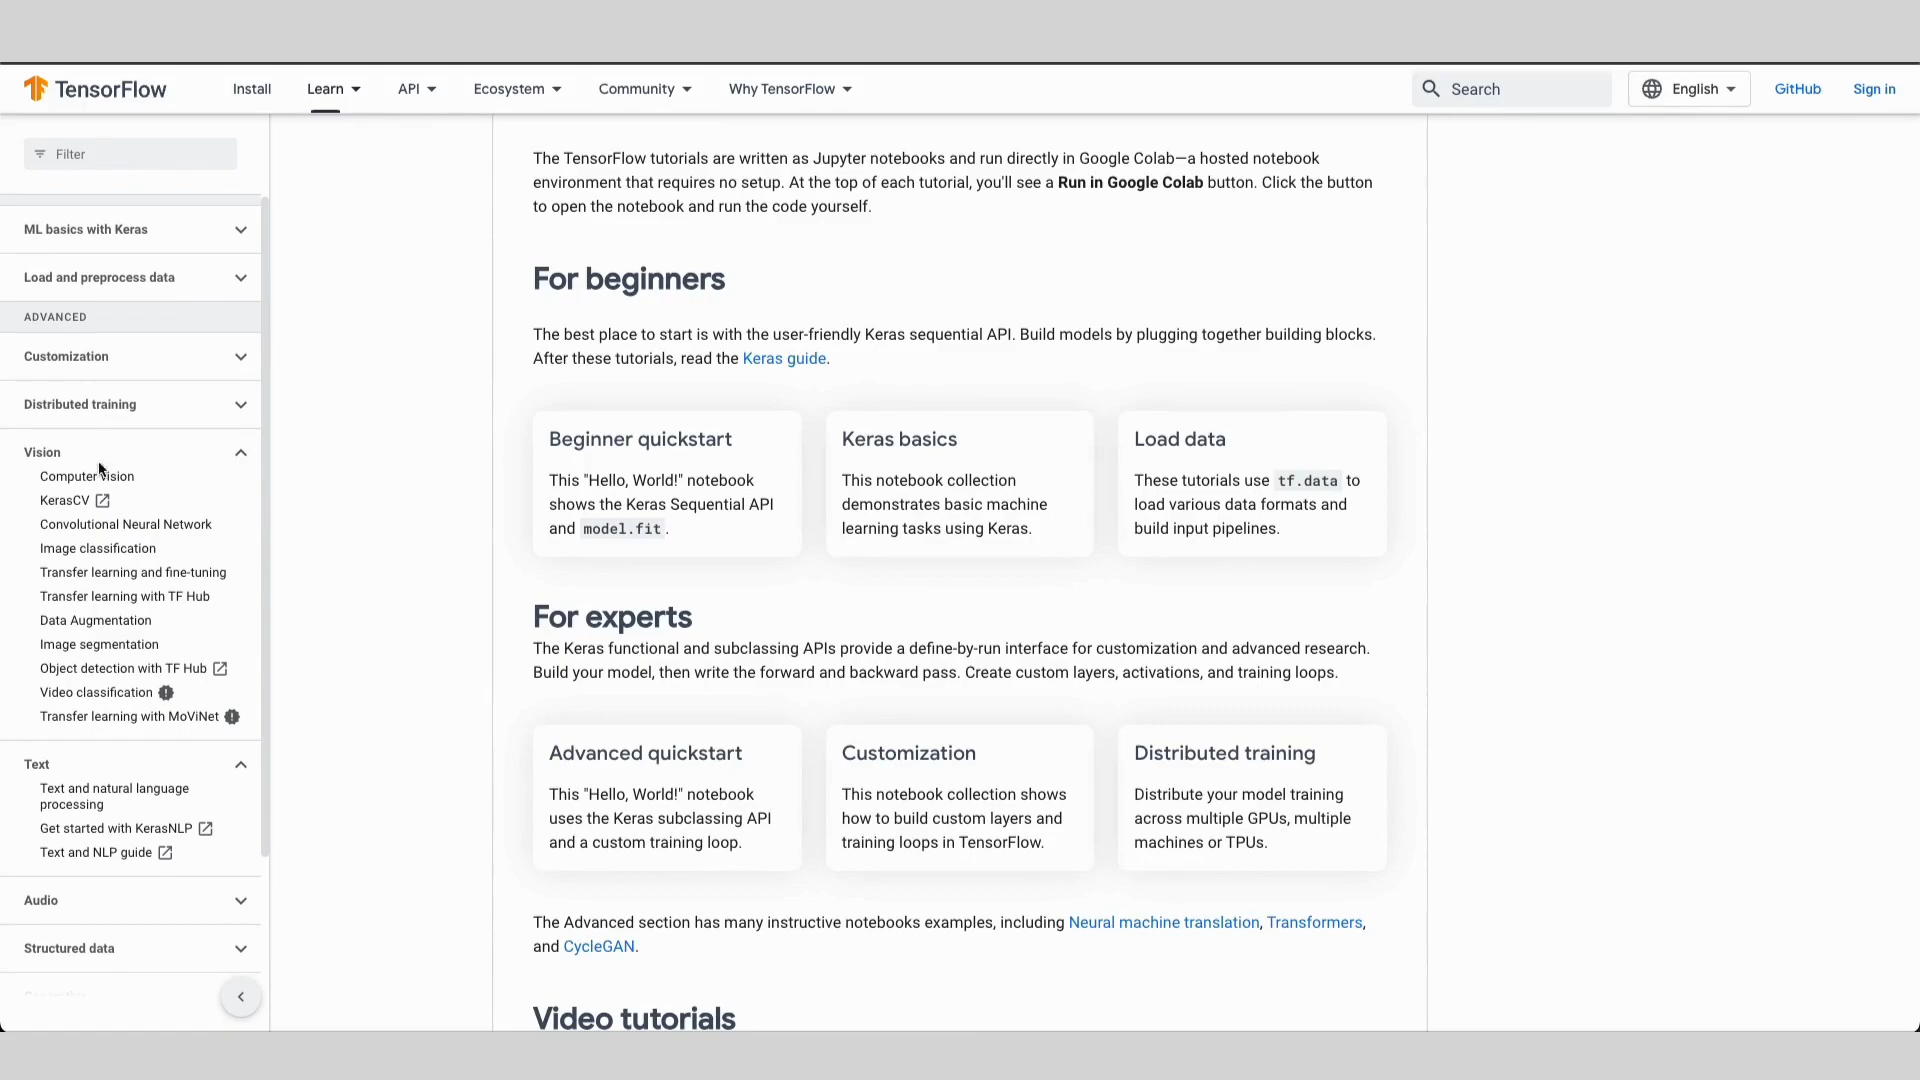 TensorFlow
Install
Learn
API
Ecosystem
Community
Why TensorFlow
Search
English
GitHub
Sign in
Filter
ML basics with Keras
Load and preprocess data
ADVANCED
Customization
Distributed training
Vision
Computer vision
KerasCV
Convolutional Neural Network
Image classification
Transfer learning and fine-tuning
Transfer learning with TF Hub
Data Augmentation
Image segmentation
Object detection with TF Hub
Video classification
Transfer learning with MoViNet
Text
Text and natural language
processing
Get started with KerasNLP
Text and NLP guide
Audio
Structured data
The TensorFlow tutorials are written as Jupyter notebooks and run directly in Google Colab—a hosted notebook
environment that requires no setup. At the top of each tutorial, you'll see a Run in Google Colab button. Click the button
to open the notebook and run the code yourself.
For beginners
The best place to start is with the user-friendly Keras sequential API. Build models by plugging together building blocks.
After these tutorials, read the Keras guide.
Beginner quickstart
This "Hello, World!" notebook
shows the Keras Sequential API
and model.fit.
Keras basics
This notebook collection
demonstrates basic machine
learning tasks using Keras.
Load data
These tutorials use tf.data to
load various data formats and
build input pipelines.
For experts
The Keras functional and subclassing APIs provide a define-by-run interface for customization and advanced research.
Build your model, then write the forward and backward pass. Create custom layers, activations, and training loops.
Advanced quickstart
This "Hello, World!" notebook
uses the Keras subclassing API
and a custom training loop.
Customization
This notebook collection shows
how to build custom layers and
training loops in TensorFlow.
Distributed training
Distribute your model training
across multiple GPUs, multiple
machines or TPUs.
The Advanced section has many instructive notebooks examples, including Neural machine translation, Transformers,
and CycleGAN.
Video tutorials